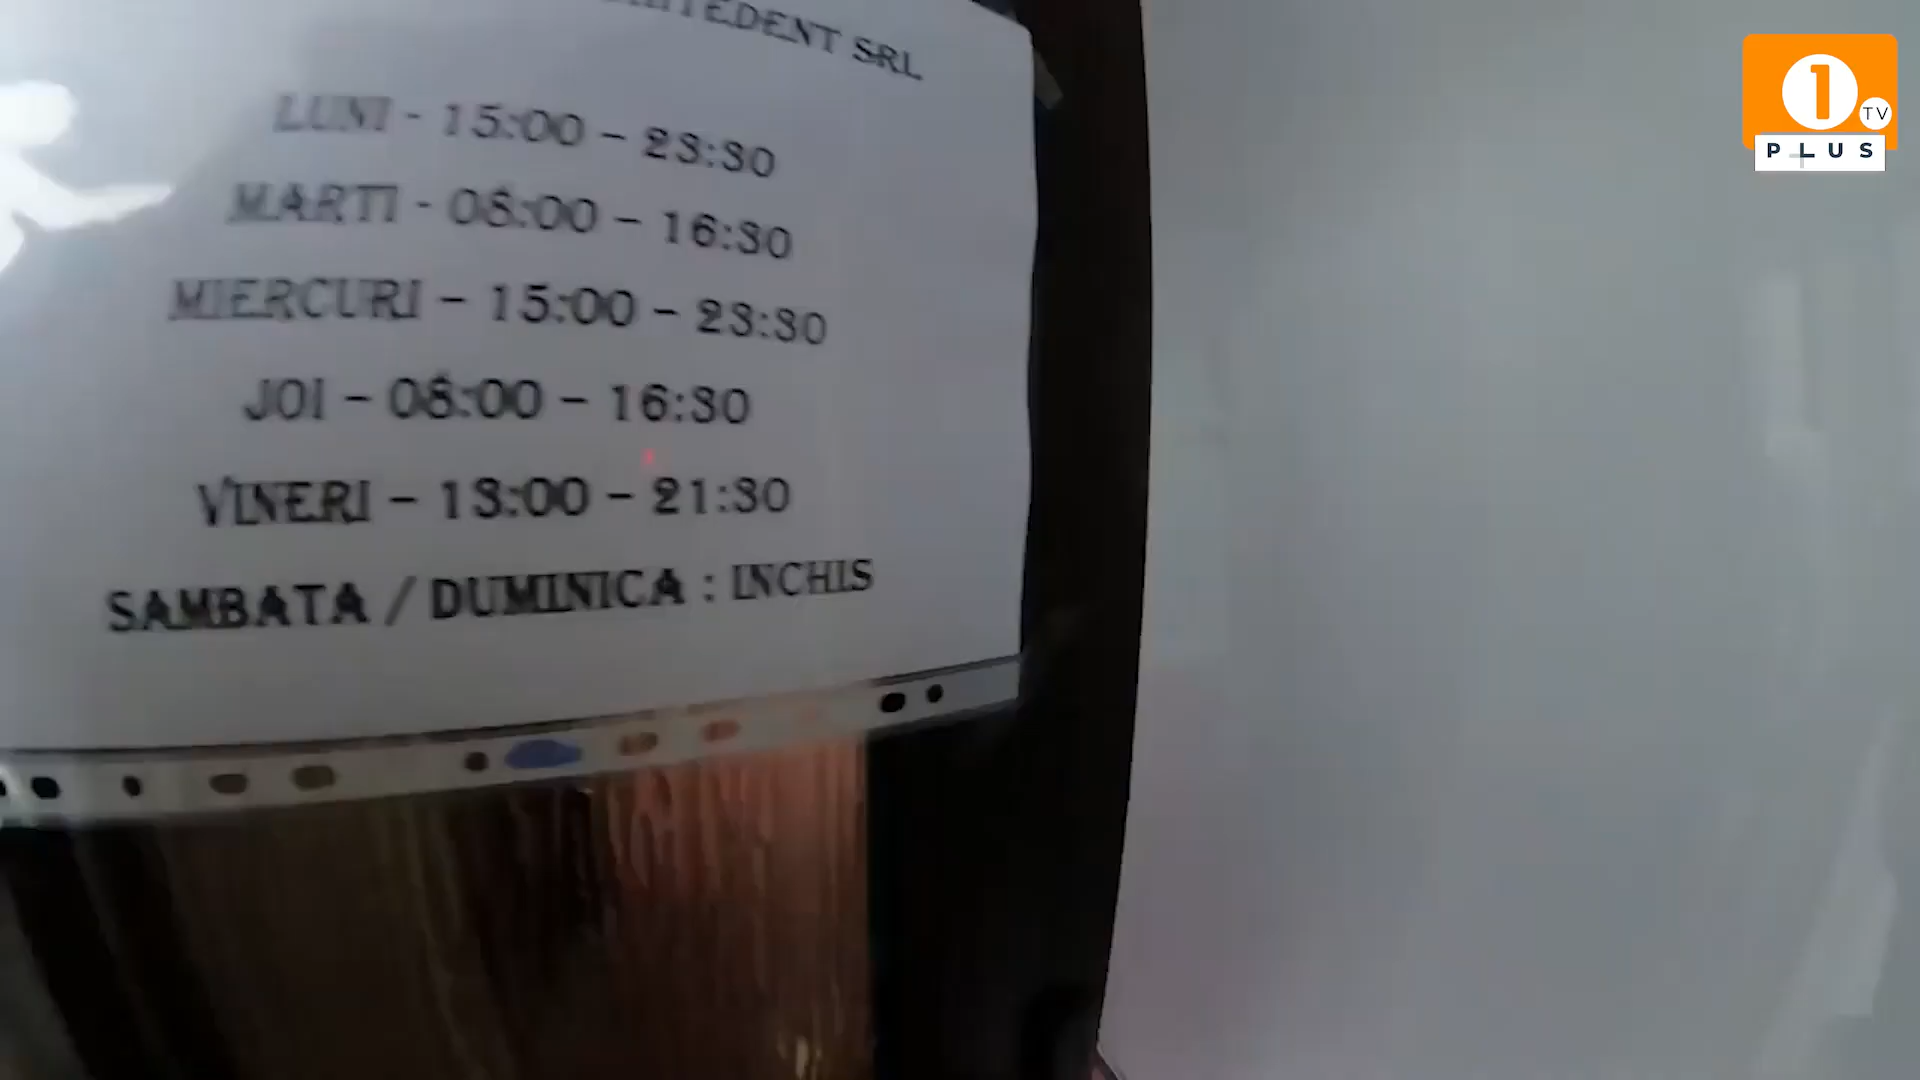 SRL
LUNI - 15:00 – 23:30
MARTI - 08:00 – 16:30
MIERCURI – 15:00 – 23:30
JOI – 08:00 – 16:30
VINERI – 13:00 – 21:30
SAMBATA / DUMINICA : INCHIS
1 TV
PLUS